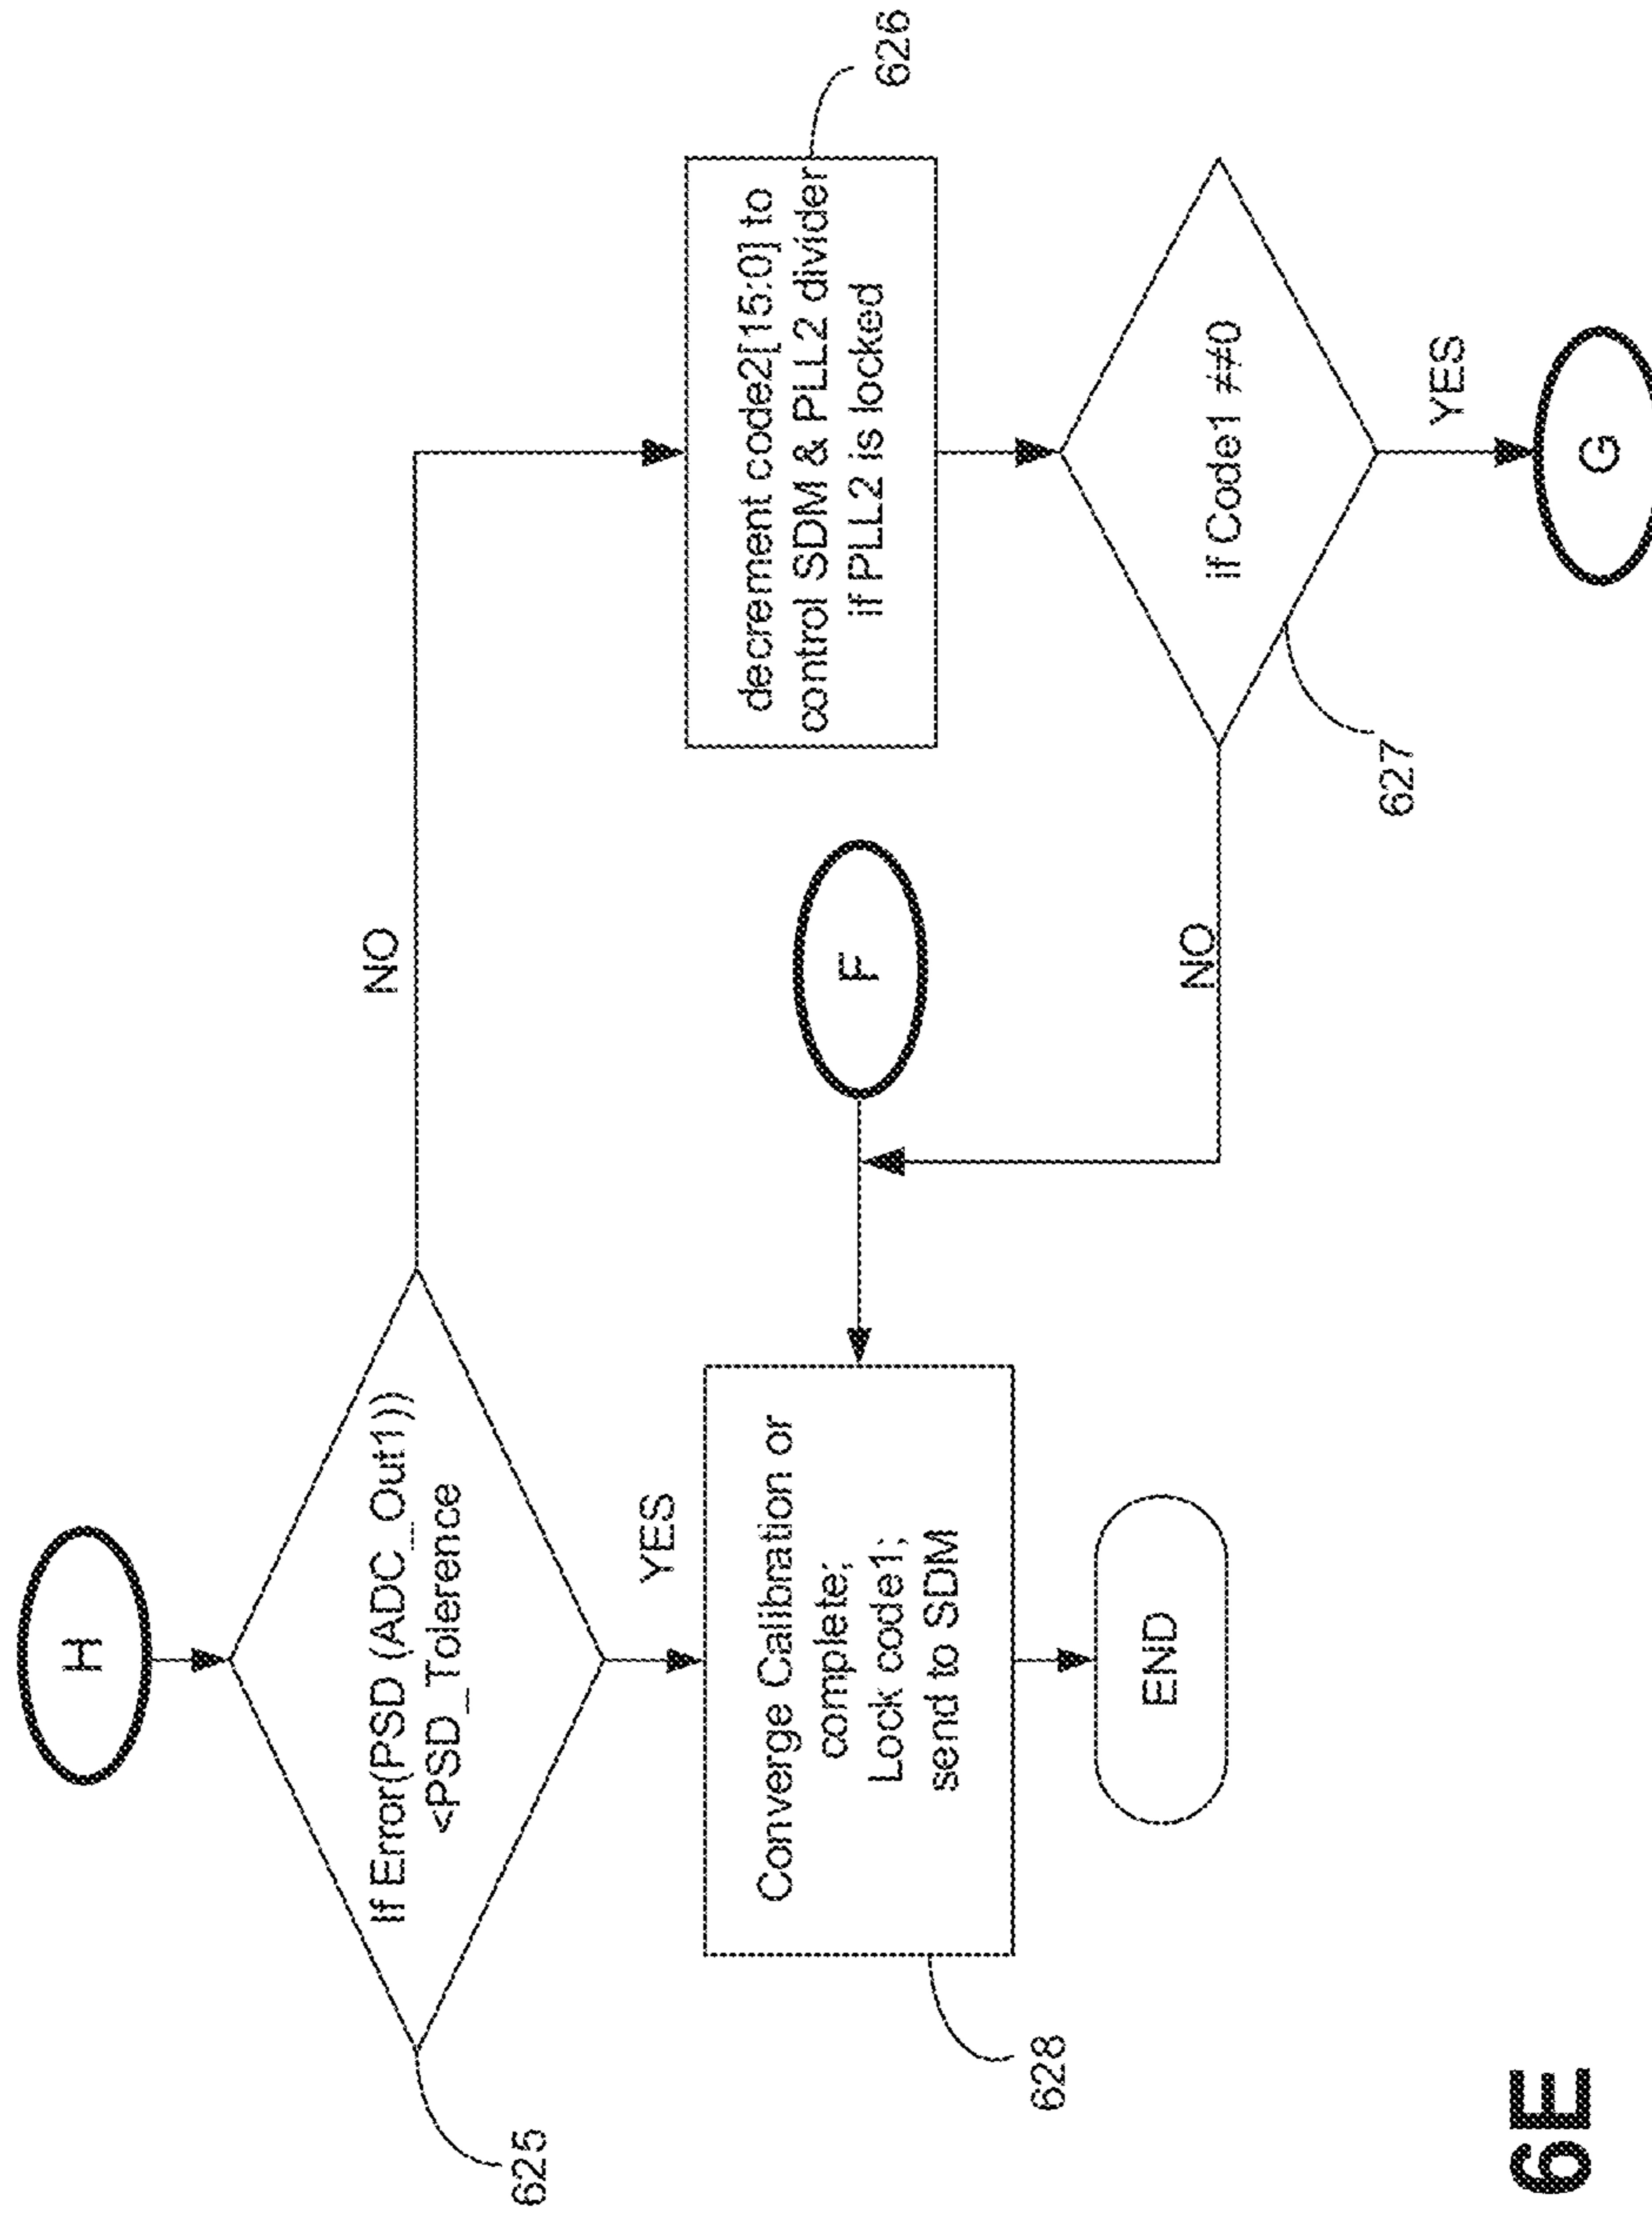 H
If Error(PSD (ADC_Out1))
<PSD_Tolerence
625
NO
YES
decrement code2[15:0] to
control SDM & PLL2 divider
if PLL2 is locked
626
F
Converge Calibration or
complete;
Lock code1;
send to SDM
628
if Code1 ##0
627
NO
YES
END
G
6E